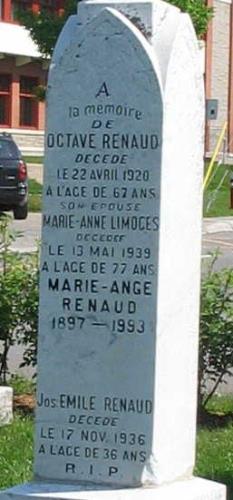 A
la memoire
DE
OCTAVE RENAUD
DECEDE
LE 22 AVRIL 1920
A L'AGE DE 67 ANS
SON EPOUSE
MARIE-ANNE LIMOGES
DECEDEE
LE 13 MAI 1939
A L'AGE DE 77 ANS
MARIE-ANGE
RENAUD
1897 — 1993
Jos. EMILE RENAUD
DECEDE
LE 17 NOV. 1936
A L'AGE DE 36 ANS
R.I.P.